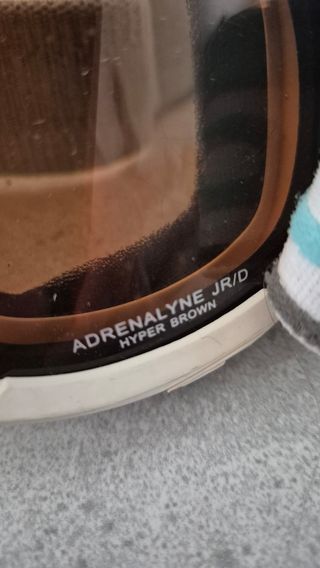 ADRENALYNE JR/D
HYPER BROWN